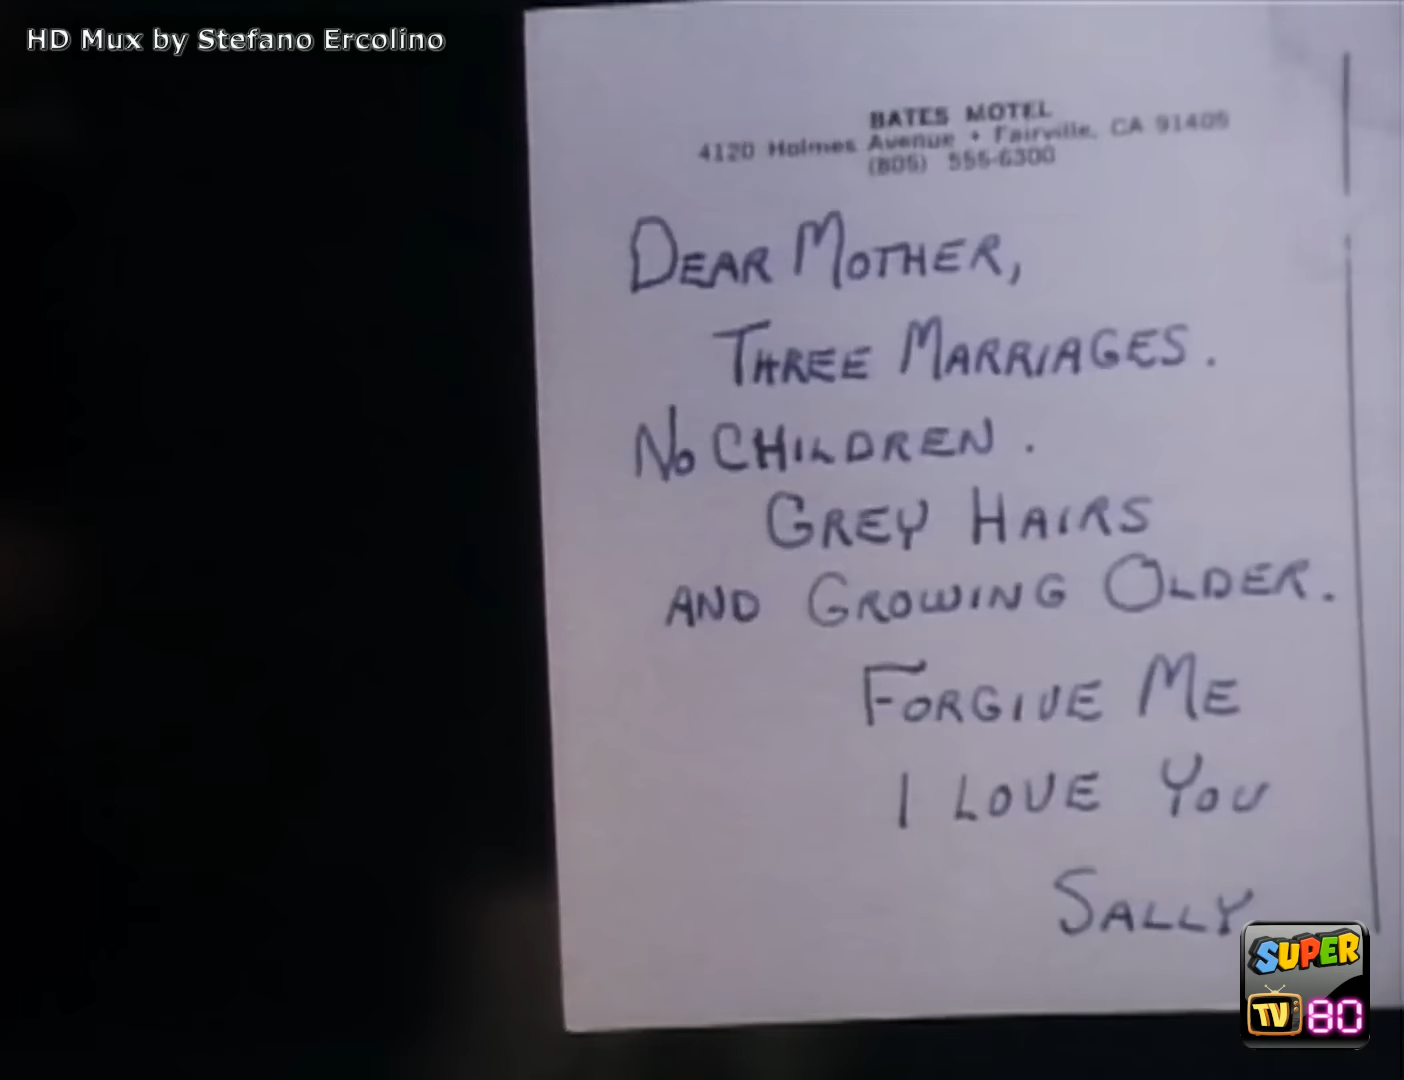 HD Mux by Stefano Ercolino
BATES MOTEL
4120 Holmes Avenue • Fairville, CA 91405
(805) 555-6300
DEAR MOTHER,
THREE MARRIAGES.
NO CHILDREN.
GREY HAIRS
AND GROWING OLDER.
FORGIVE ME
I LOVE YOU
SALLY
SUPER
TV 80